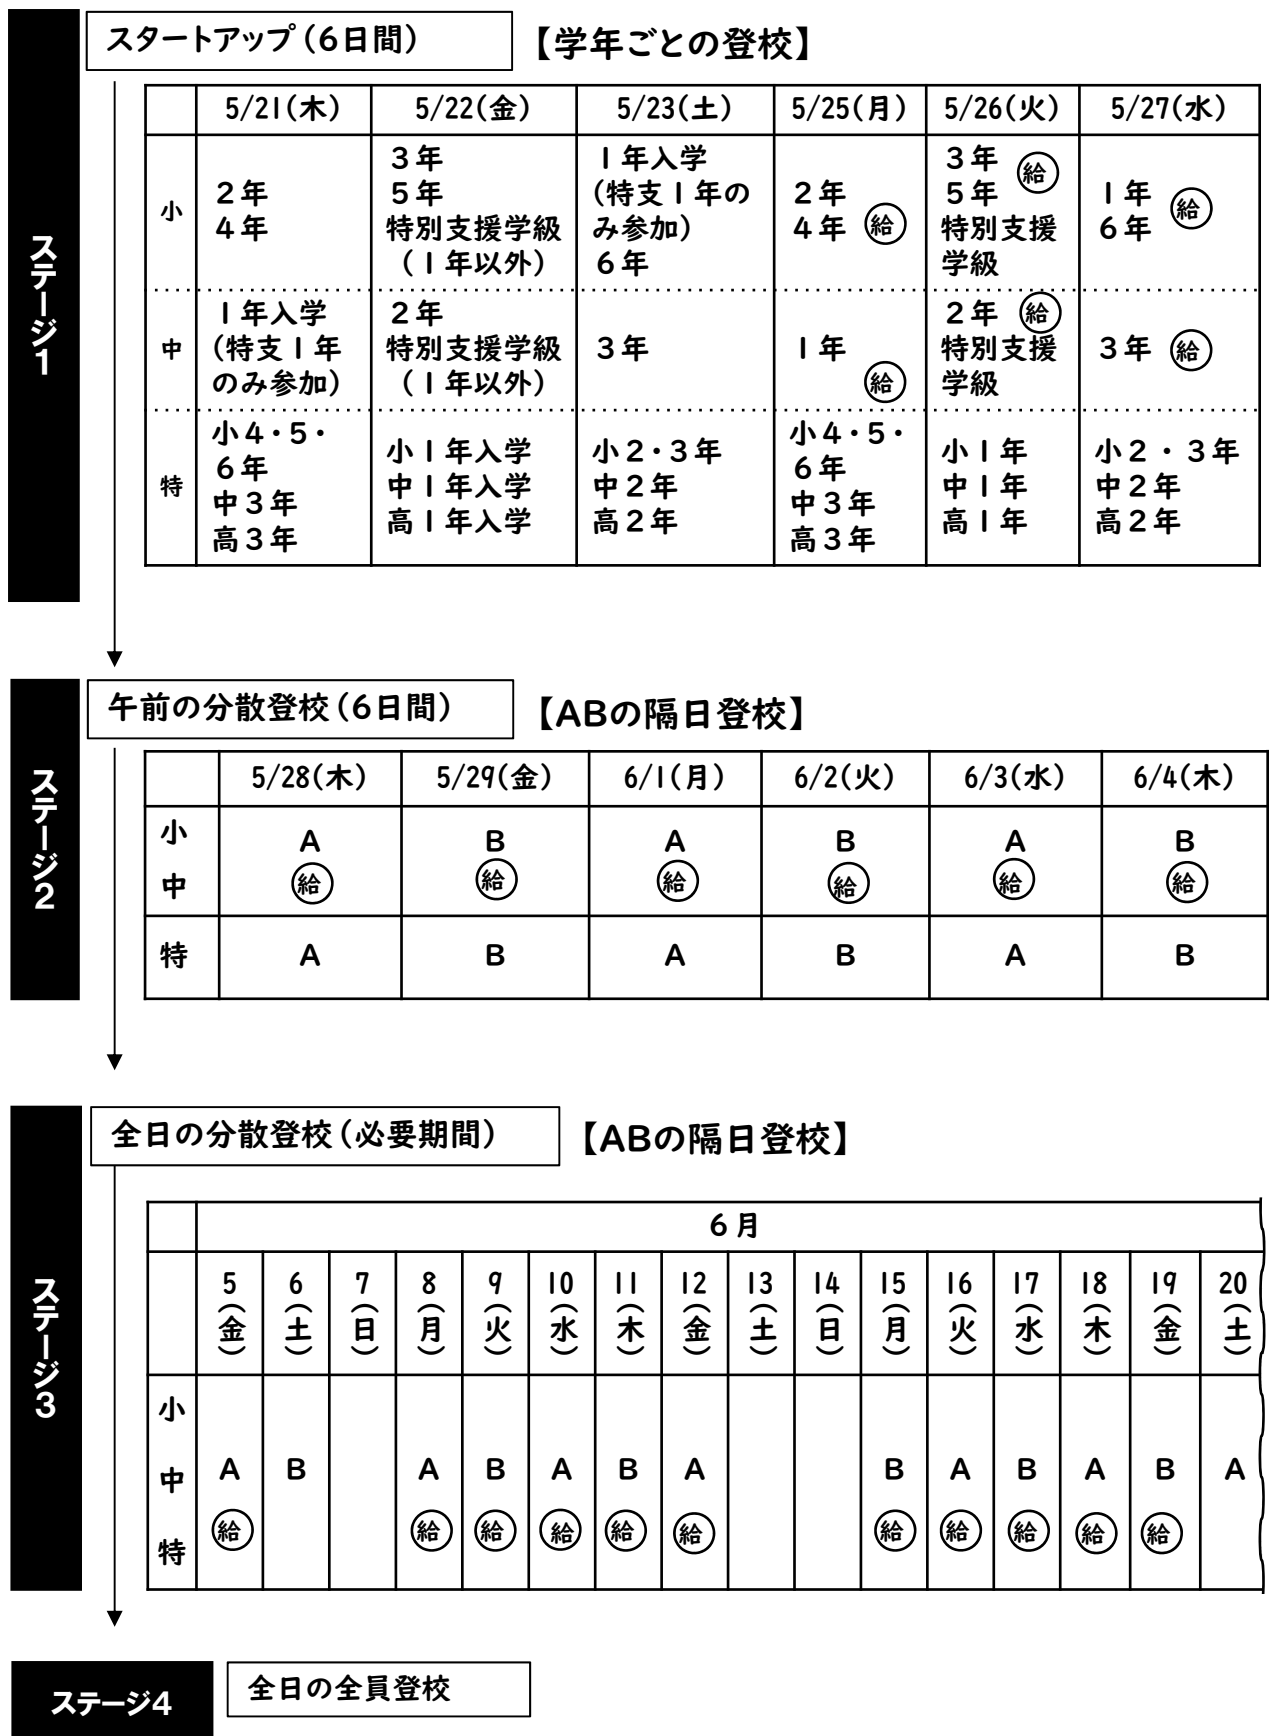 ステージ1
スタートアップ（6日間）
【学年ごとの登校】
5/21(木) 5/22(金) 5/23(土) 5/25(月) 5/26(火) 5/27(水)
小
2年
4年
3年
5年
特別支援学級
（1年以外）
1年入学
(特支1年の
み参加)
6年
2年
4年 給
3年 給
5年
特別支援
学級
1年 給
6年
中
1年入学
(特支1年
のみ参加)
2年
特別支援学級
（1年以外）
3年
1年
給
2年 給
特別支援
学級
3年 給
特
小4・5・
6年
中3年
高3年
小1年入学
中1年入学
高1年入学
小2・3年
中2年
高2年
小4・5・
6年
中3年
高3年
小1年
中1年
高1年
小2・3年
中2年
高2年
ステージ2
午前の分散登校（6日間）
【ABの隔日登校】
5/28(木) 5/29(金) 6/1(月) 6/2(火) 6/3(水) 6/4(木)
小 A B A B A B
中 給 給 給 給 給 給
特 A B A B A B
ステージ3
全日の分散登校（必要期間）
【ABの隔日登校】
6月
5(金) 6(土) 7(日) 8(月) 9(火) 10(水) 11(木) 12(金) 13(土) 14(日) 15(月) 16(火) 17(水) 18(木) 19(金) 20(土)
小
中 A B A B A B A B A B A B A
特 給 給 給 給 給 給 給 給 給 給 給
ステージ4
全日の全員登校